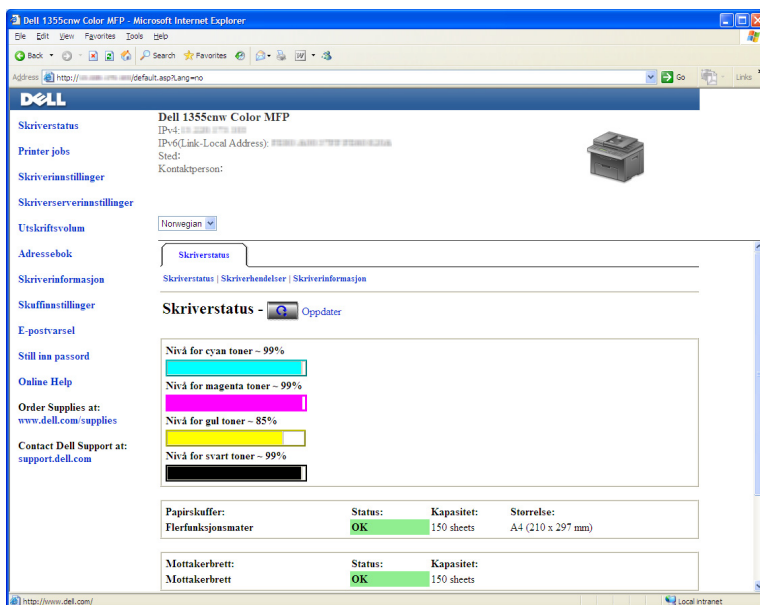 Dell 1355cnw Color MFP - Microsoft Internet Explorer
File Edit View Favorites Tools Help
Back Search Favorites
Address http:// /default.asp?Lang=no Go Links
DELL
Skriverstatus
Printer jobs
Skriverinnstillinger
Skriverserverinnstillinger
Utskriftsvolum
Adressebok
Skriverinformasjon
Skuffinnstillinger
E-postvarsel
Still inn passord
Online Help
Order Supplies at:
www.dell.com/supplies
Contact Dell Support at:
support.dell.com
Dell 1355cnw Color MFP
IPv4:
IPv6(Link-Local Address):
Sted:
Kontaktperson:
Norwegian
Skriverstatus
Skriverstatus | Skriverhendelser | Skriverinformasjon
Skriverstatus - Oppdater
Nivå for cyan toner ~ 99%
Nivå for magenta toner ~ 99%
Nivå for gul toner ~ 85%
Nivå for svart toner ~ 99%
Papirskuffer: Status: Kapasitet: Størrelse:
Flerfunksjonsmater OK 150 sheets A4 (210 x 297 mm)
Mottakerbrett: Status: Kapasitet:
Mottakerbrett OK 150 sheets
http://www.dell.com/ Local intranet